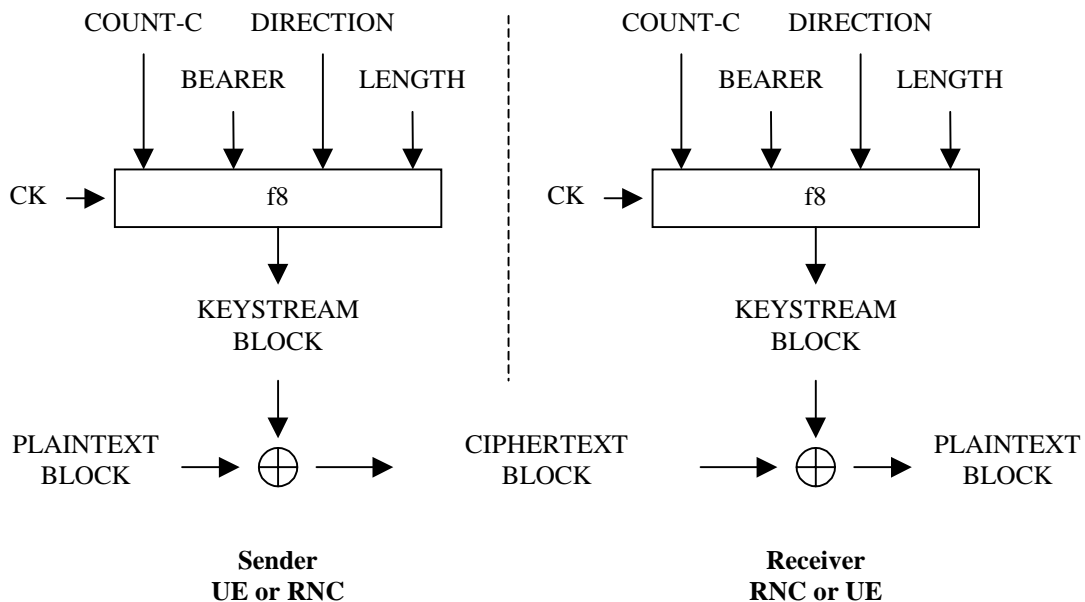 COUNT-C DIRECTION
BEARER LENGTH
CK
f8
KEYSTREAM
BLOCK
COUNT-C DIRECTION
BEARER LENGTH
CK
f8
KEYSTREAM
BLOCK
PLAINTEXT
BLOCK
CIPHERTEXT
BLOCK
PLAINTEXT
BLOCK
Sender
UE or RNC
Receiver
RNC or UE